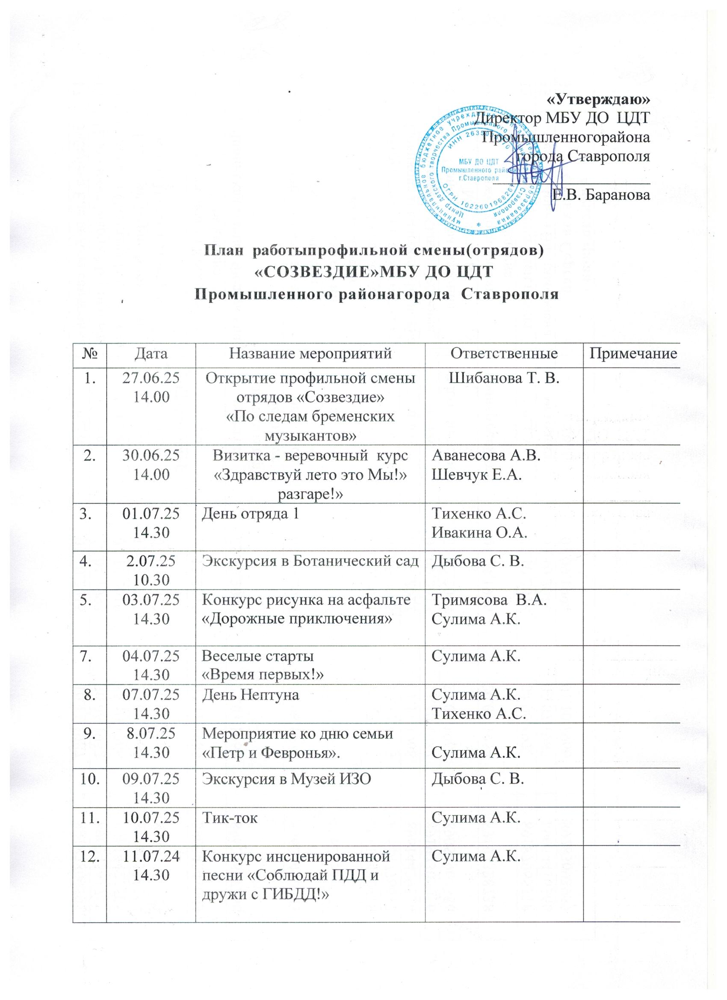 «Утверждаю»
Директор МБУ ДО ЦДТ
Промышленногорайона
города Ставрополя
Е.В. Баранова
МБУ ДО ЦДТ
Промышленного района
г.Ставрополя
План работыпрофильной смены(отрядов)
«СОЗВЕЗДИЕ»МБУ ДО ЦДТ
Промышленного районагорода Ставрополя
№ Дата Название мероприятий Ответственные Примечание
1. 27.06.25 Открытие профильной смены Шибанова Т. В.
14.00 отрядов «Созвездие»
«По следам бременских
музыкантов»
2. 30.06.25 Визитка - веревочный курс Аванесова А.В.
14.00 «Здравствуй лето это Мы!» Шевчук Е.А.
разгаре!»
3. 01.07.25 День отряда 1 Тихенко А.С.
14.30 Ивакина О.А.
4. 2.07.25 Экскурсия в Ботанический сад Дыбова С. В.
10.30
5. 03.07.25 Конкурс рисунка на асфальте Тримясова В.А.
14.30 «Дорожные приключения» Сулима А.К.
7. 04.07.25 Веселые старты Сулима А.К.
14.30 «Время первых!»
8. 07.07.25 День Нептуна Сулима А.К.
14.30 Тихенко А.С.
9. 8.07.25 Мероприятие ко дню семьи
14.30 «Петр и Февронья». Сулима А.К.
10. 09.07.25 Экскурсия в Музей ИЗО Дыбова С. В.
14.30
11. 10.07.25 Тик-ток Сулима А.К.
14.30
12. 11.07.24 Конкурс инсценированной Сулима А.К.
14.30 песни «Соблюдай ПДД и
дружи с ГИБДД!»